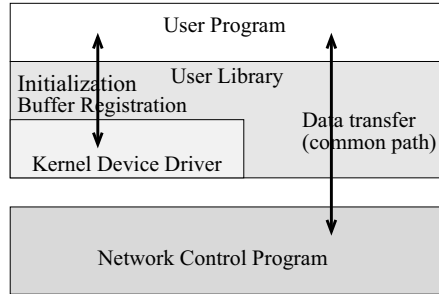 User Program
User Library
Initialization
Buffer Registration
Data transfer
(common path)
Kernel Device Driver
Network Control Program